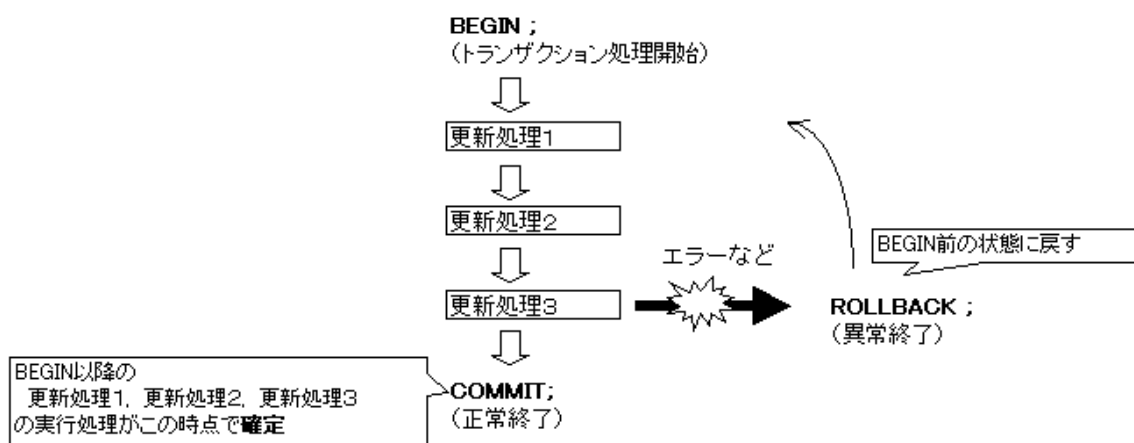 BEGIN ;
(トランザクション処理開始)
更新処理1
更新処理2
エラーなど
BEGIN前の状態に戻す
更新処理3
ROLLBACK ;
(異常終了)
BEGIN以降の
更新処理1, 更新処理2, 更新処理3
の実行処理がこの時点で確定
COMMIT;
(正常終了)